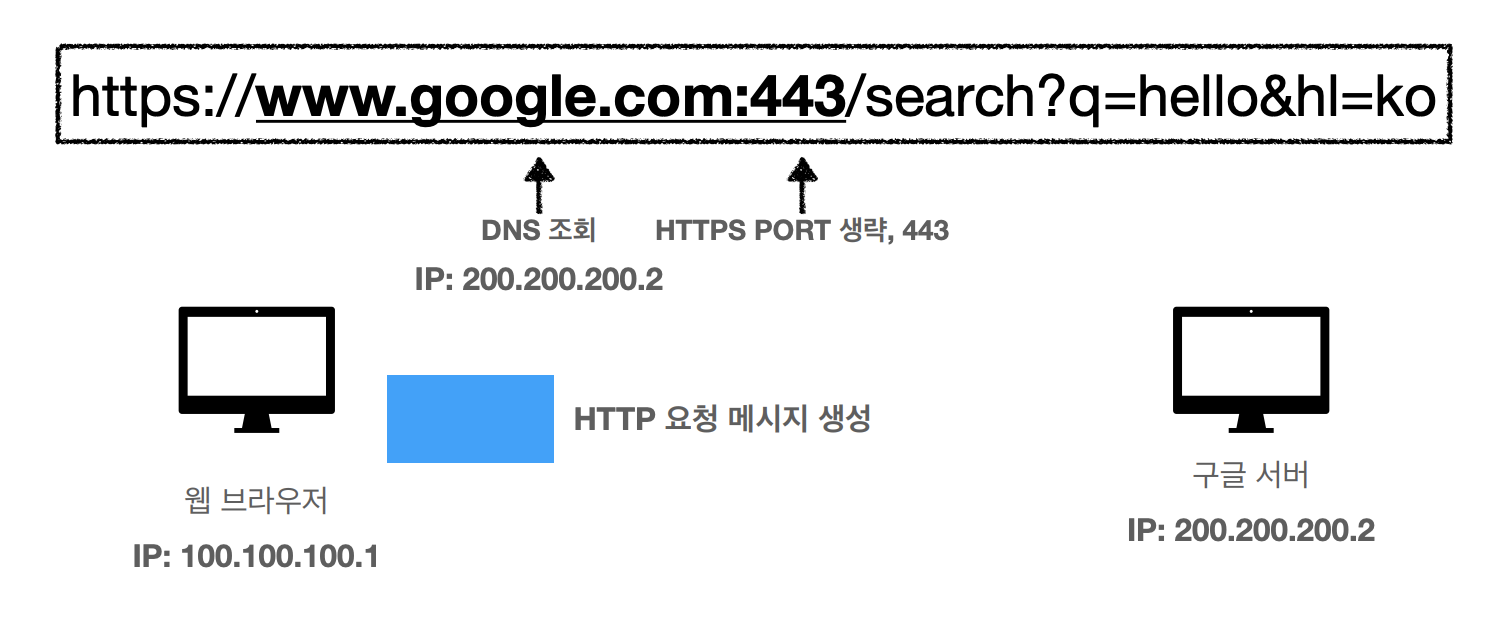 https://www.google.com:443/search?q=hello&hl=ko
DNS 조회
HTTPS PORT 생략, 443
IP: 200.200.200.2
HTTP 요청 메시지 생성
웹 브라우저
IP: 100.100.100.1
구글 서버
IP: 200.200.200.2